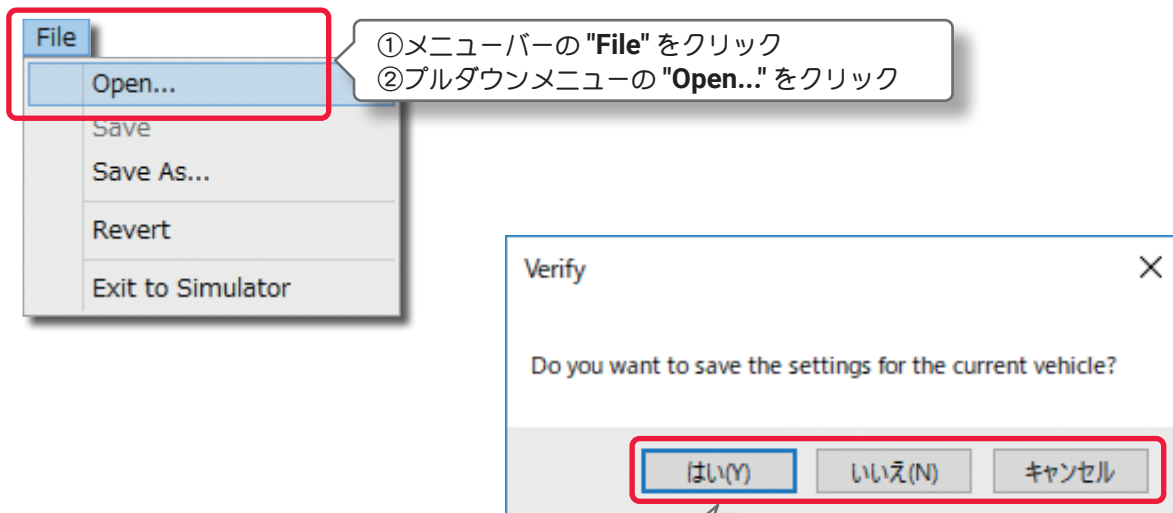 File
①メニューバーの "File" をクリック
②プルダウンメニューの "Open..." をクリック
Open...
Save
Save As...
Revert
Exit to Simulator
Verify
Do you want to save the settings for the current vehicle?
はい(Y) いいえ(N) キャンセル